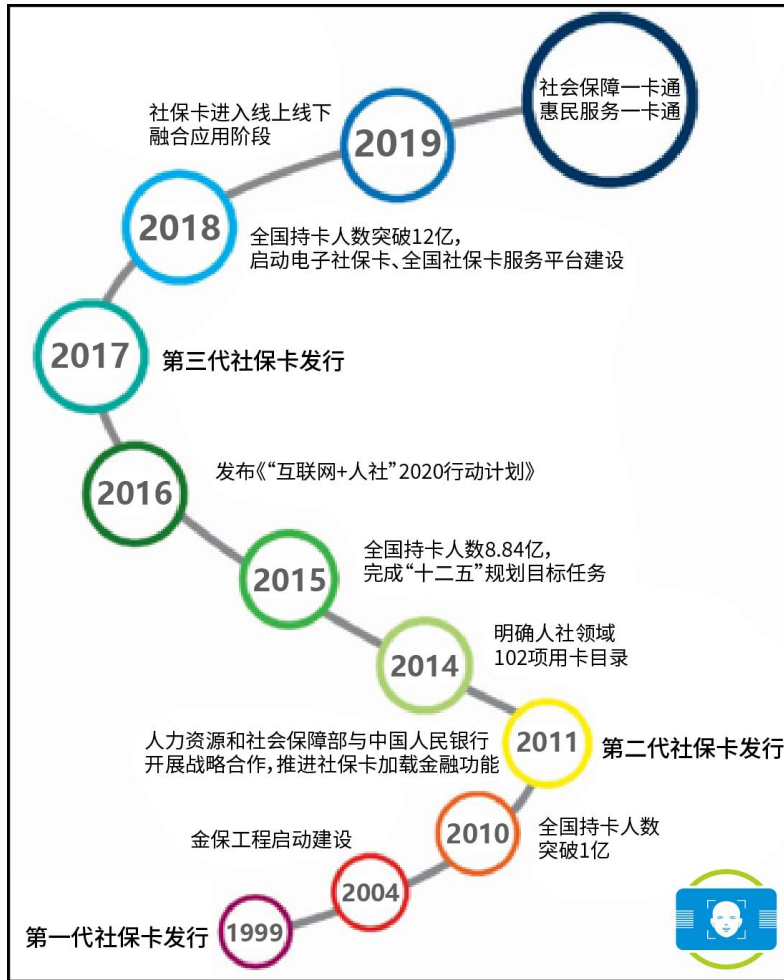 社会保障一卡通
惠民服务一卡通
社保卡进入线上线下
融合应用阶段
2019
2018
全国持卡人数突破12亿，
启动电子社保卡、全国社保卡服务平台建设
2017
第三代社保卡发行
2016
发布《“互联网+人社”2020行动计划》
2015
全国持卡人数8.84亿，
完成“十二五”规划目标任务
2014
明确人社领域
102项用卡目录
人力资源和社会保障部与中国人民银行
开展战略合作，推进社保卡加载金融功能
2011
第二代社保卡发行
2010
全国持卡人数
突破1亿
金保工程启动建设
2004
第一代社保卡发行
1999